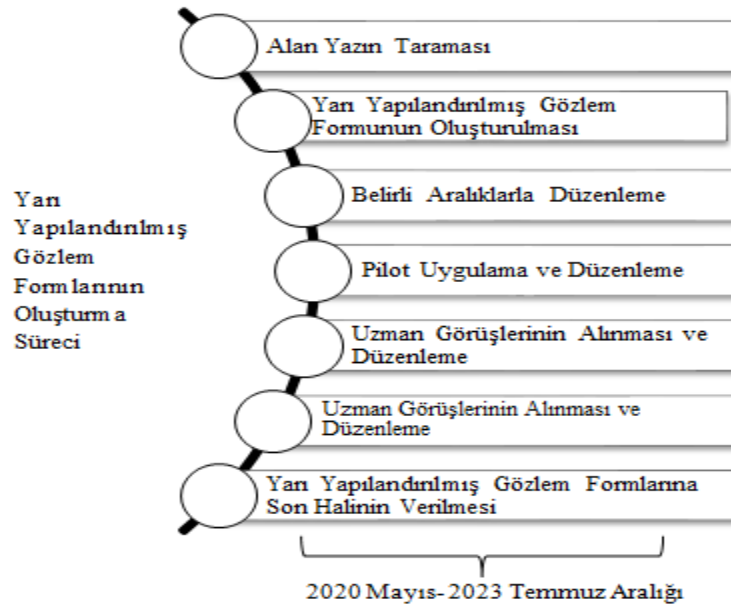 Alan Yazın Taraması
Yarı Yapılandırılmış Gözlem
Formunun Oluşturulması
Belirli Aralıklarla Düzenleme
Pilot Uygulama ve Düzenleme
Uzman Görüşlerinin Alınması ve
Düzenleme
Uzman Görüşlerinin Alınması ve
Düzenleme
Yarı Yapılandırılmış Gözlem Formlarına
Son Halinin Verilmesi
Yarı
Yapılandırılmış
Gözlem
Formlarının
Oluşturma
Süreci
2020 Mayıs-2023 Temmuz Aralığı